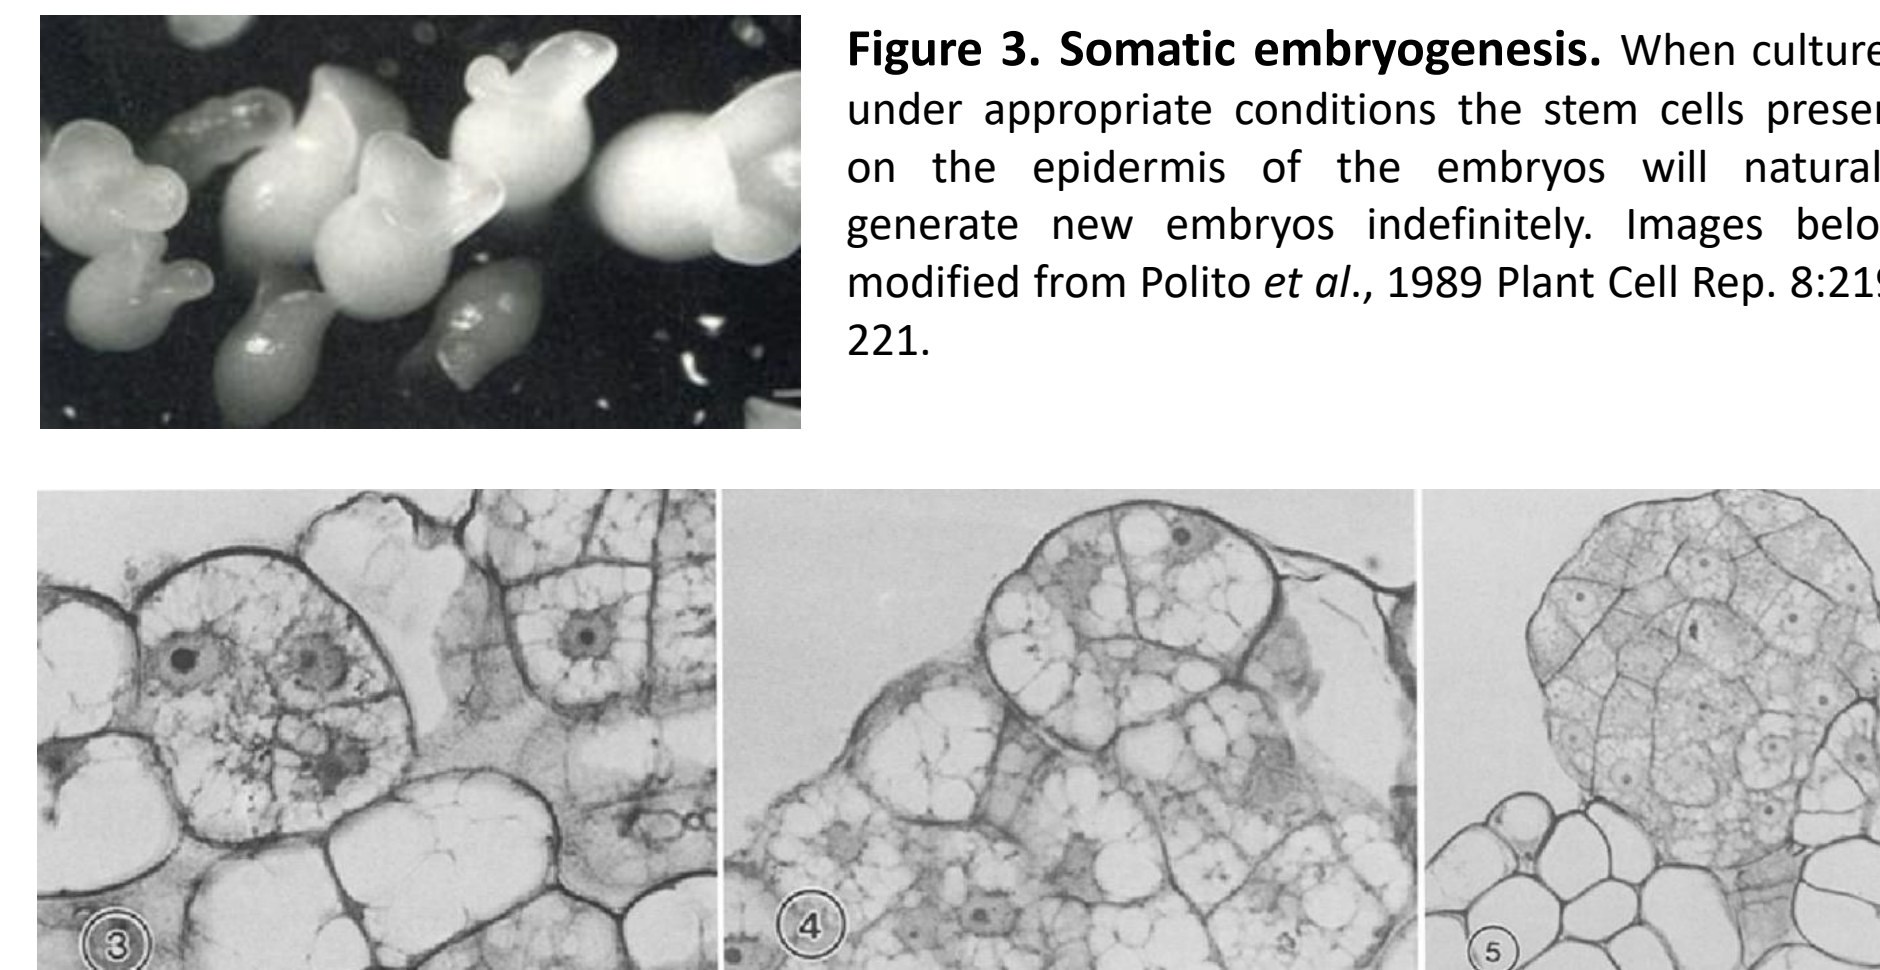 Figure 3. Somatic embryogenesis. When culture
under appropriate conditions the stem cells presen
on the epidermis of the embryos will natural
generate new embryos indefinitely. Images belo
modified from Polito et al., 1989 Plant Cell Rep. 8:219
221.
3
4
5